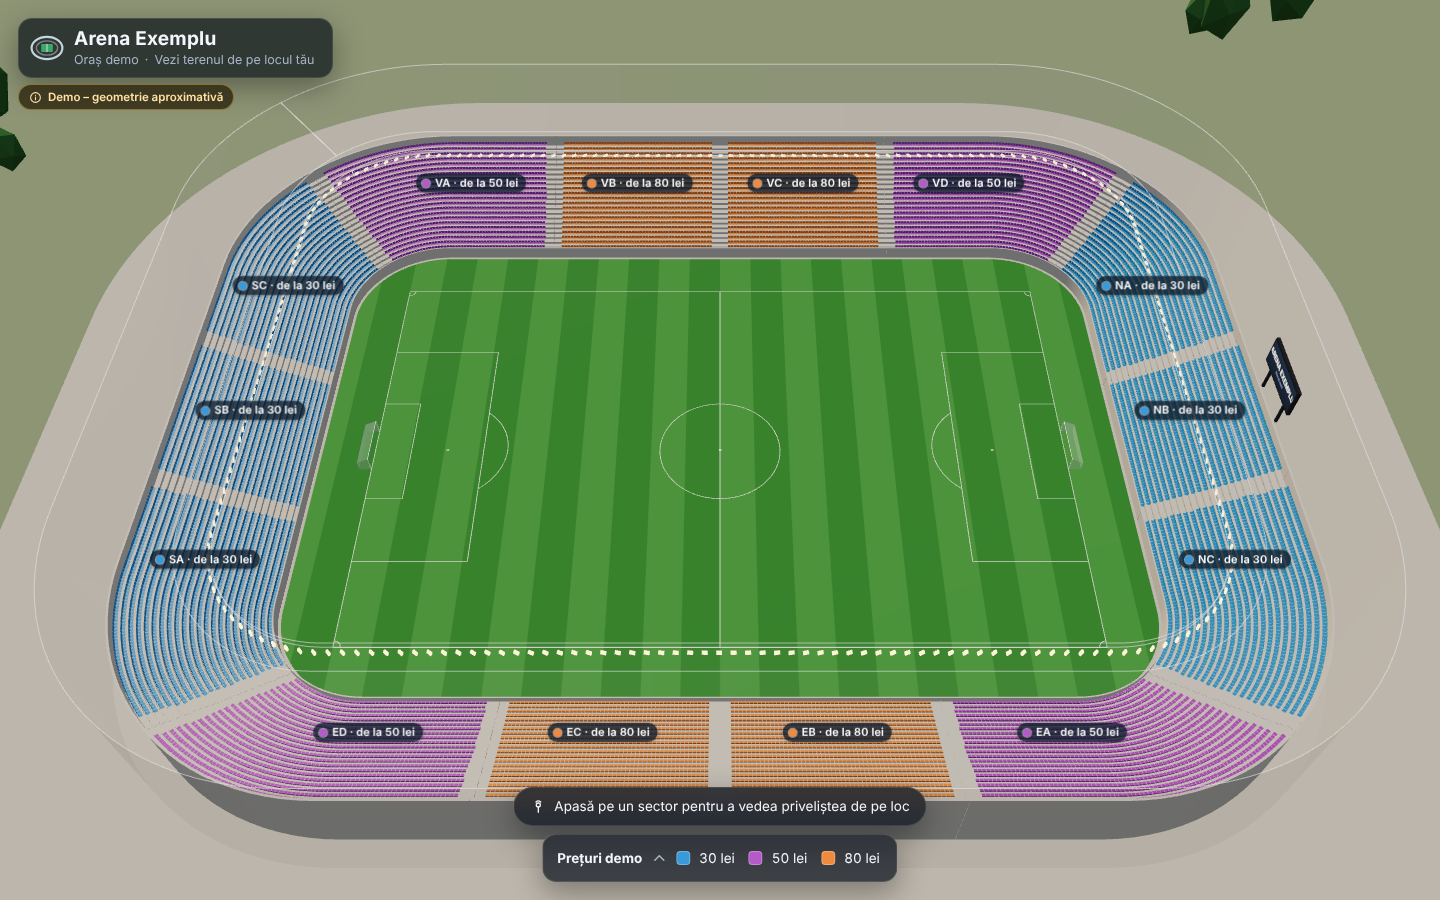 Arena Exemplu
Oraș demo · Vezi terenul de pe locul tău
Demo – geometrie aproximativă
VA · de la 50 lei
VB · de la 80 lei
VC · de la 80 lei
VD · de la 50 lei
SC · de la 30 lei
NA · de la 30 lei
ARENA EXEMPLU
SB · de la 30 lei
NB · de la 30 lei
SA · de la 30 lei
NC · de la 30 lei
ED · de la 50 lei
EC · de la 80 lei
EB · de la 80 lei
EA · de la 50 lei
Apasă pe un sector pentru a vedea priveliștea de pe loc
Prețuri demo
30 lei
50 lei
80 lei